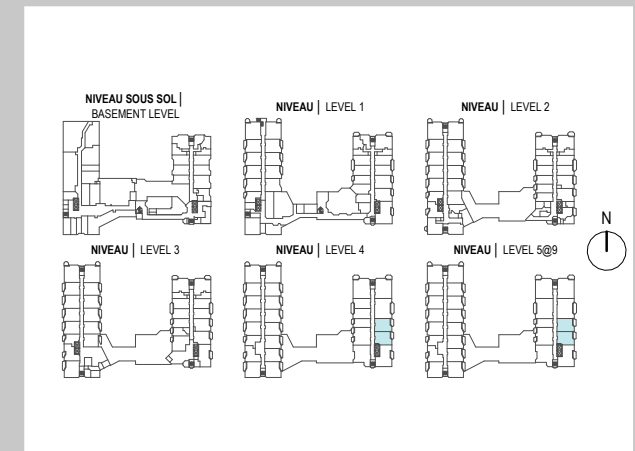 NIVEAU SOUS SOL |
BASEMENT LEVEL
NIVEAU | LEVEL 1
NIVEAU | LEVEL 2
N
NIVEAU | LEVEL 3
NIVEAU | LEVEL 4
NIVEAU | LEVEL 5@9